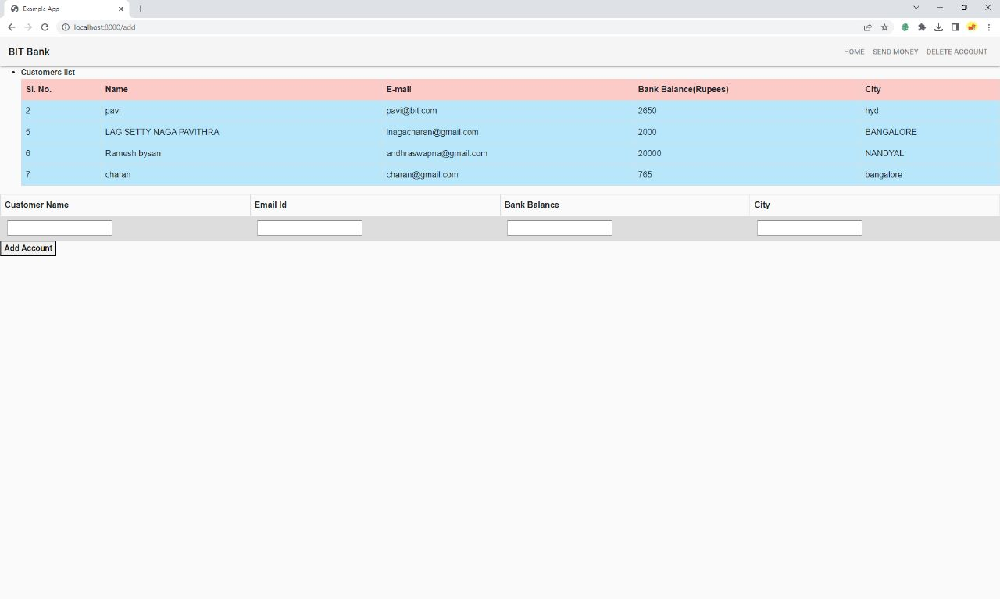 Example App
localhost:8000/add
BIT Bank HOME SEND MONEY DELETE ACCOUNT
• Customers list
Sl. No. Name E-mail Bank Balance(Rupees) City
2 pavi pavi@bit.com 2650 hyd
5 LAGISETTY NAGA PAVITHRA lnagacharan@gmail.com 2000 BANGALORE
6 Ramesh bysani andhraswapna@gmail.com 20000 NANDYAL
7 charan charan@gmail.com 765 bangalore
Customer Name Email Id Bank Balance City
Add Account